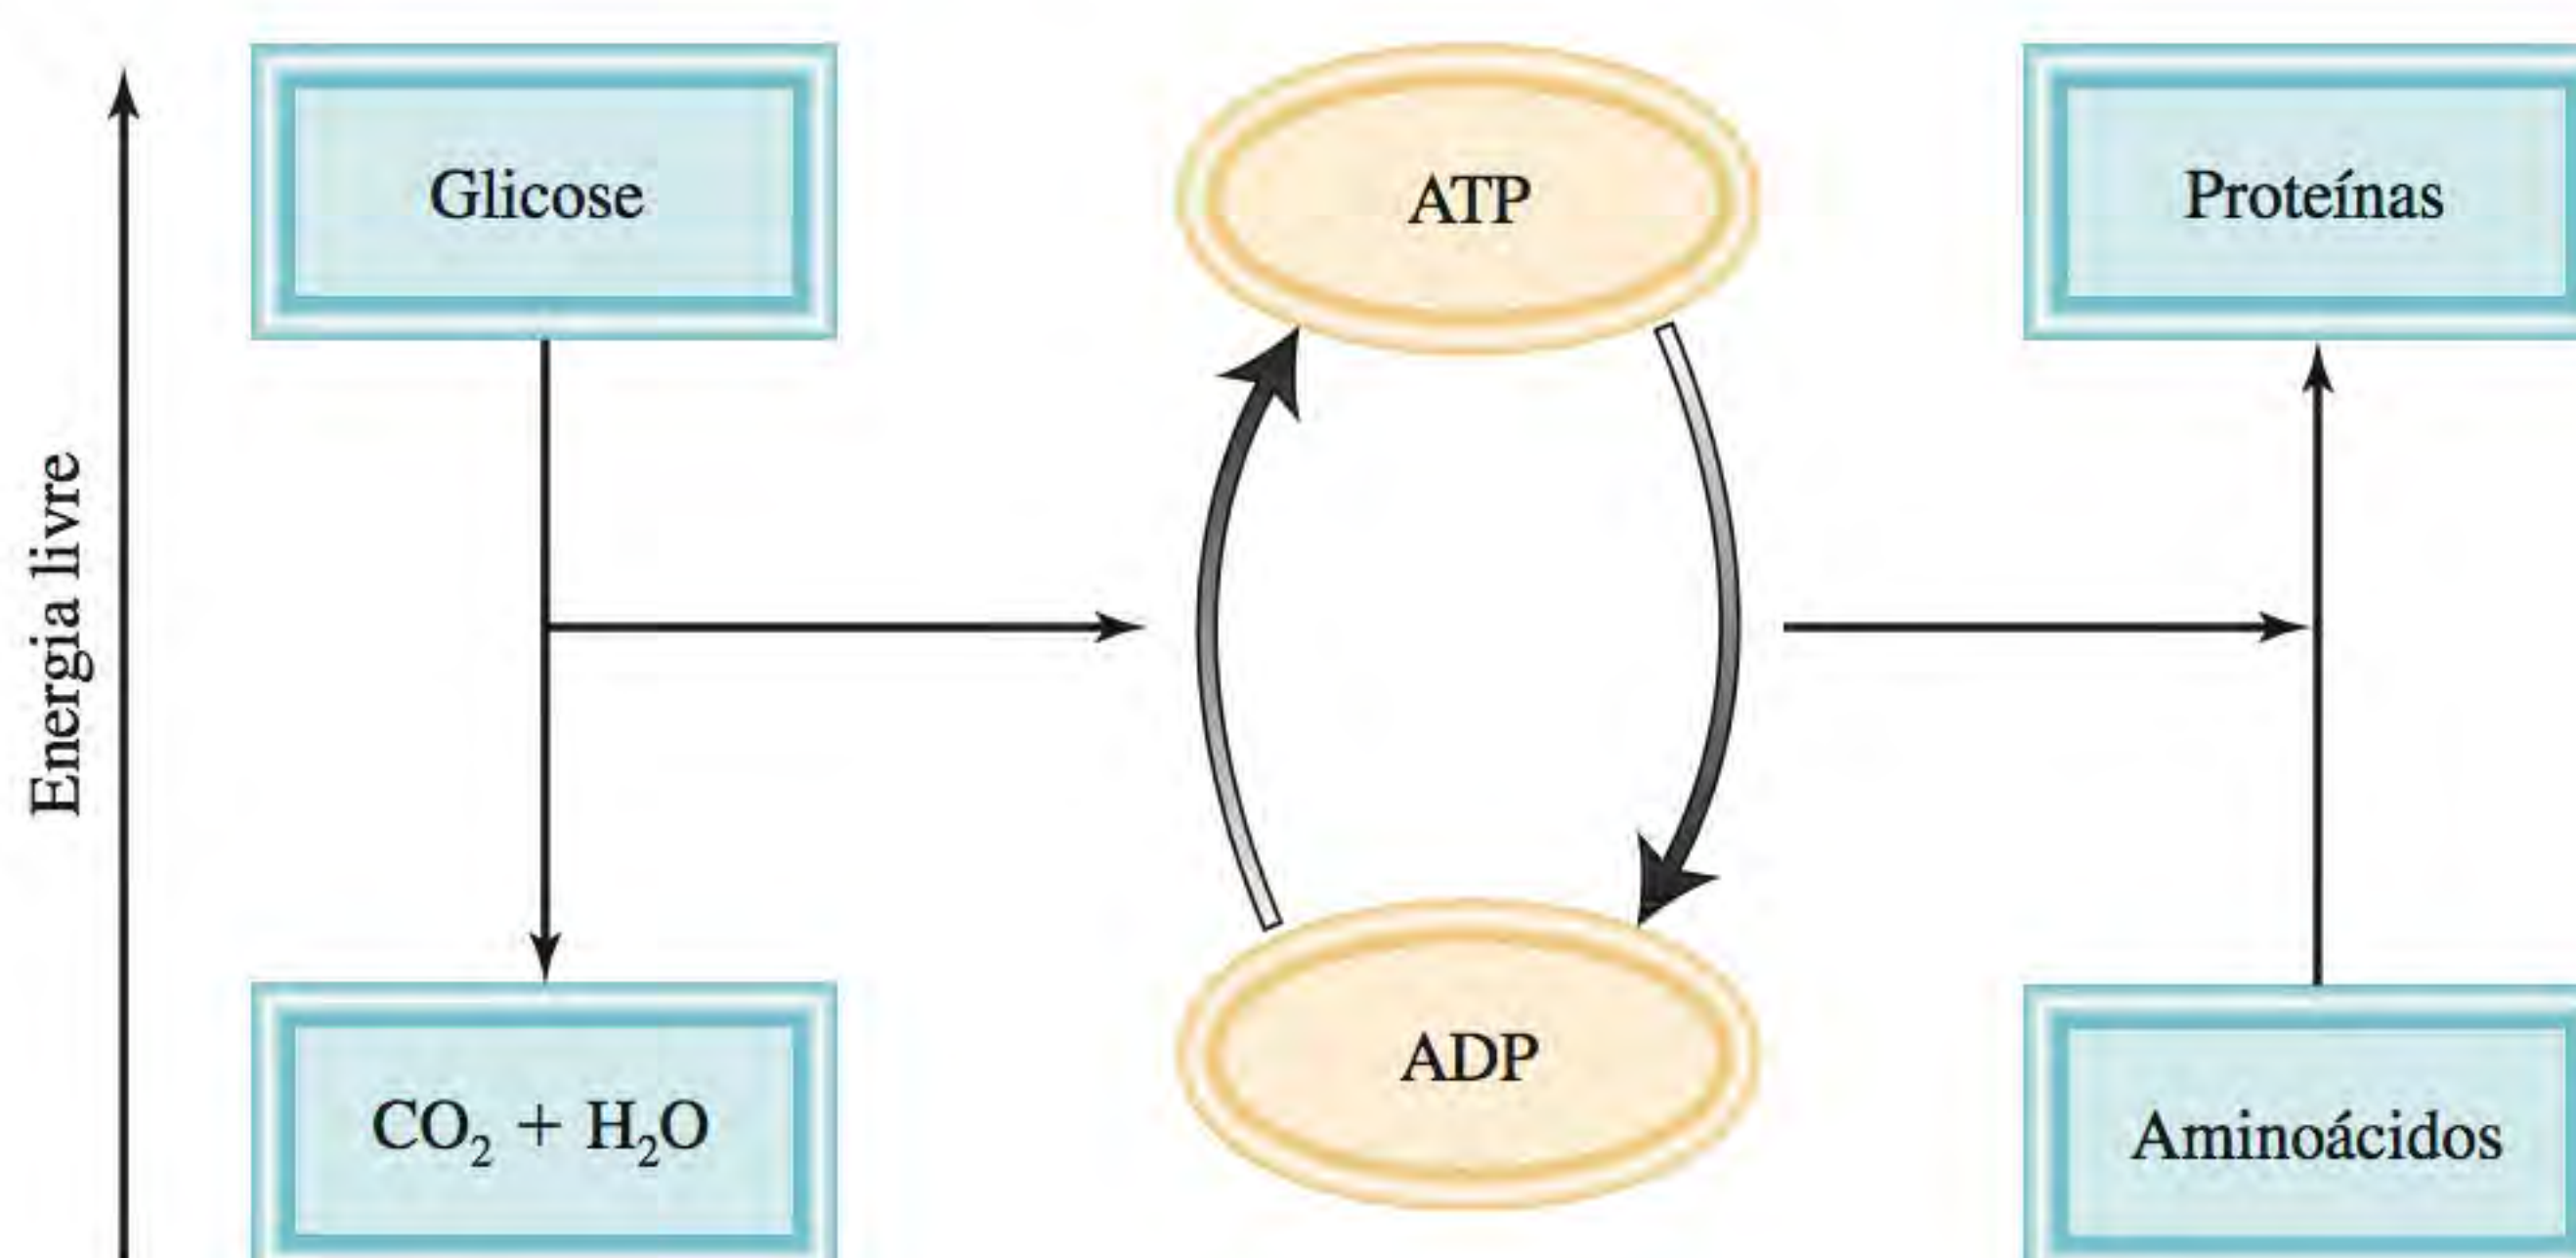 Energia livre
Glicose
ATP
Proteínas
CO₂ + H₂O
ADP
Aminoácidos